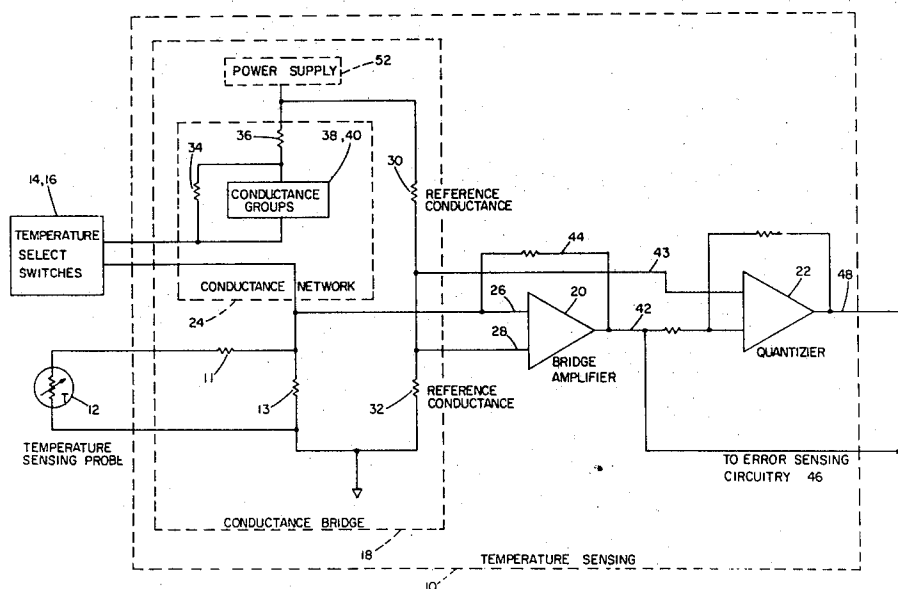 POWER SUPPLY
52
36
38,40
34
14,16
30
CONDUCTANCE
GROUPS
REFERENCE
CONDUCTANCE
TEMPERATURE
SELECT
SWITCHES
44
43
22
20
48
CONDUCTANCE NETWORK
26
42
24
28
QUANTIZIER
BRIDGE
AMPLIFIER
11
12
T
13
32
REFERENCE
CONDUCTANCE
TEMPERATURE
SENSING PROBE
TO ERROR SENSING
CIRCUITRY 46
CONDUCTANCE BRIDGE
18
TEMPERATURE SENSING
10